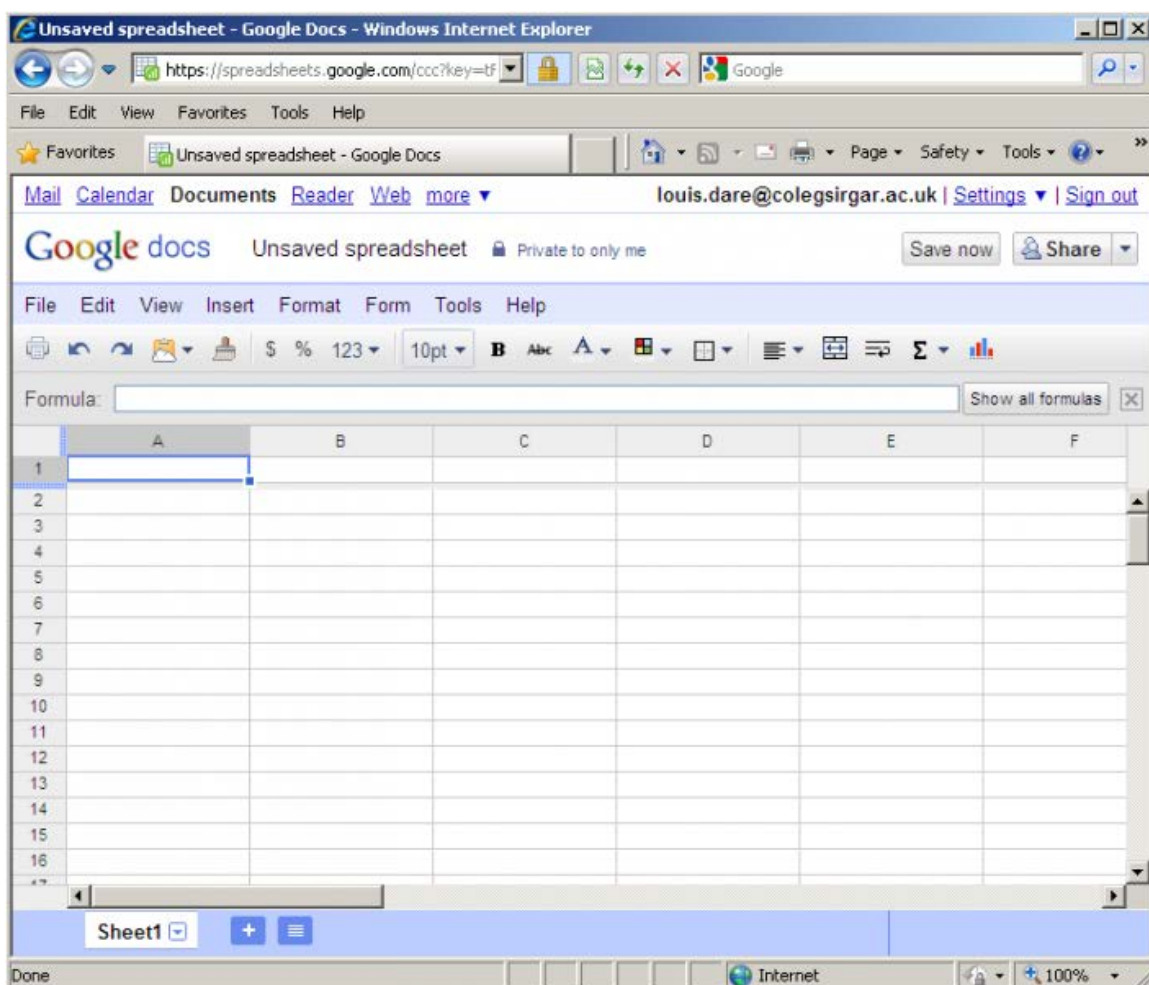 Unsaved spreadsheet - Google Docs - Windows Internet Explorer
https://spreadsheets.google.com/ccc?key=tf Google
File Edit View Favorites Tools Help
Favorites Unsaved spreadsheet - Google Docs Page Safety Tools »
Mail Calendar Documents Reader Web more ▼ louis.dare@colegsirgar.ac.uk | Settings ▼ | Sign out
Google docs Unsaved spreadsheet Private to only me Save now Share
File Edit View Insert Format Form Tools Help
$ % 123 10pt B Abc A Σ
Formula: Show all formulas
A B C D E F
1
2
3
4
5
6
7
8
9
10
11
12
13
14
15
16
17
Sheet1 +
Done Internet 100%